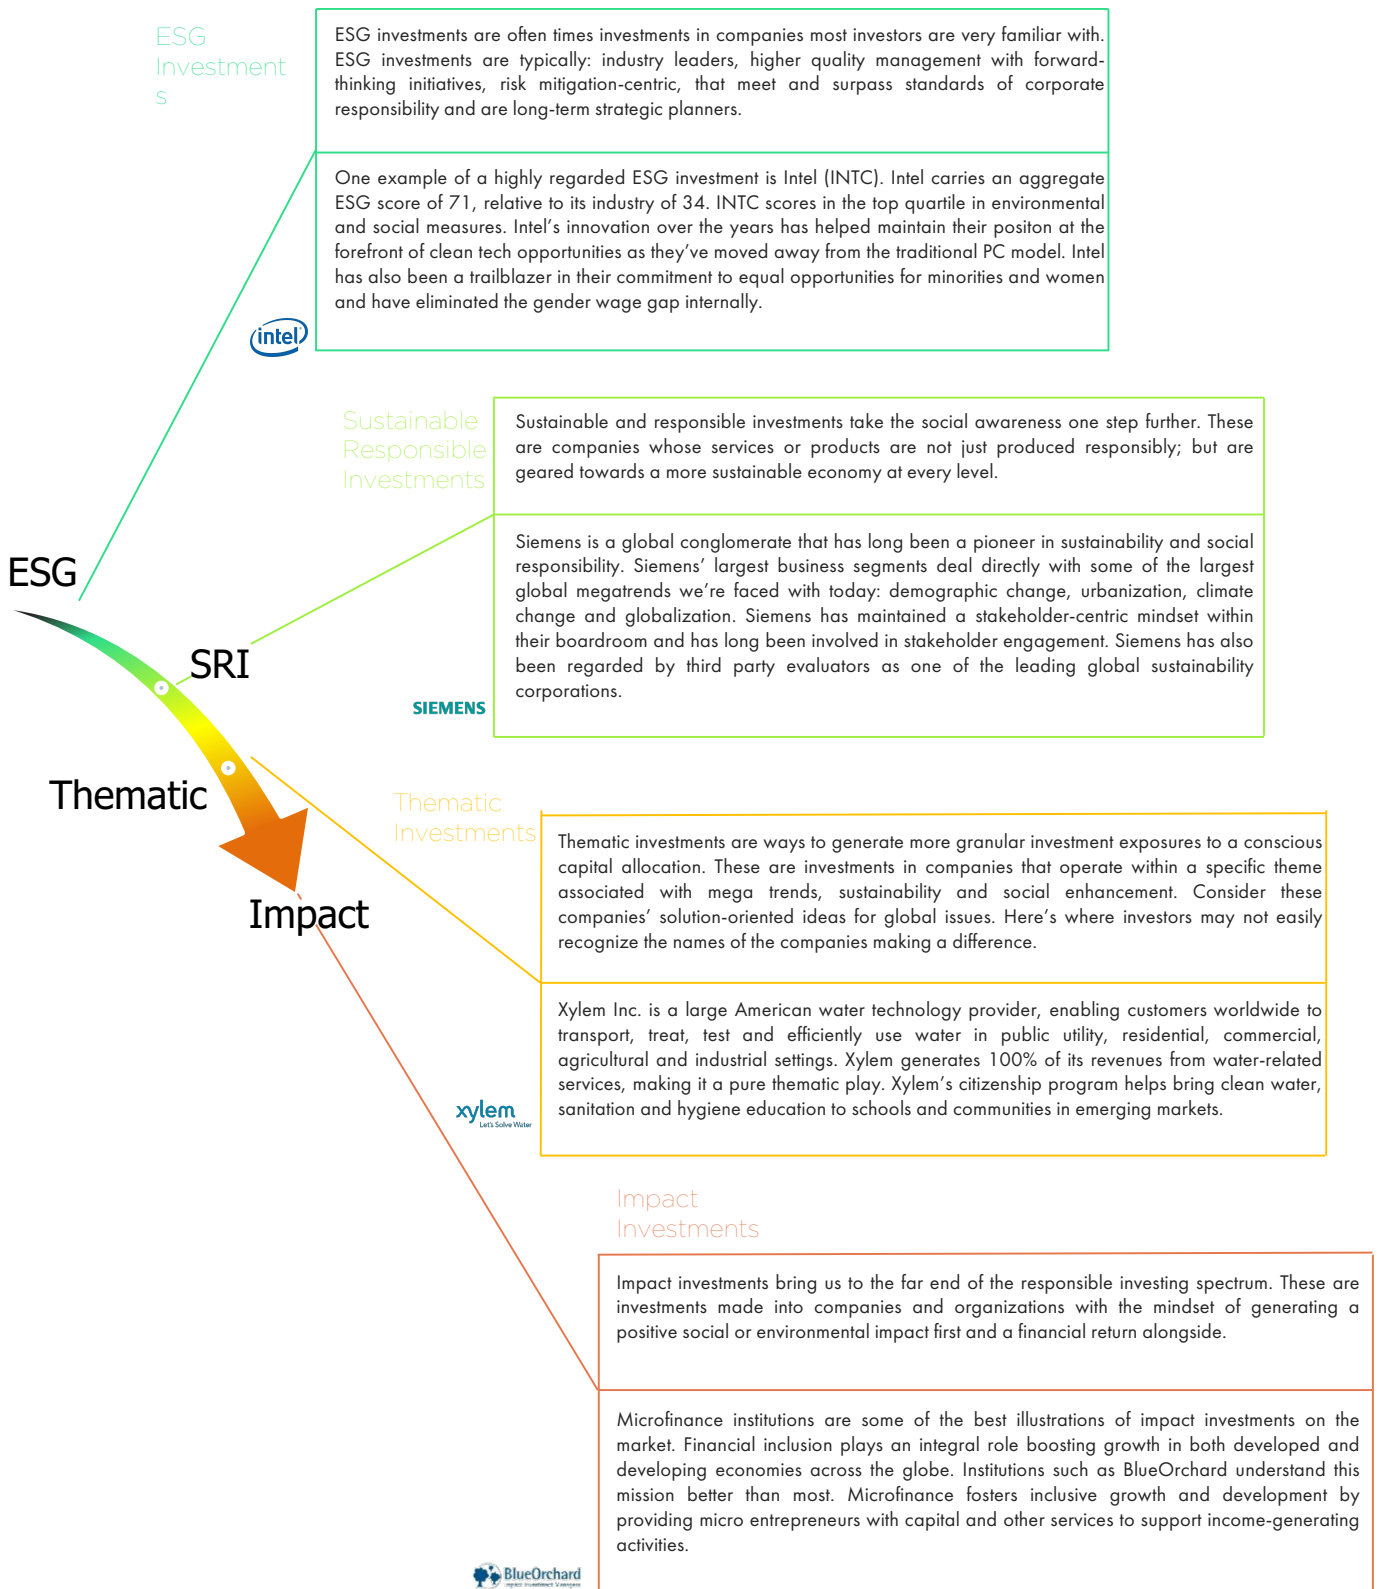 ESG
Investment
s
ESG investments are often times investments in companies most investors are very familiar with.
ESG investments are typically: industry leaders, higher quality management with forward-
thinking initiatives, risk mitigation-centric, that meet and surpass standards of corporate
responsibility and are long-term strategic planners.
One example of a highly regarded ESG investment is Intel (INTC). Intel carries an aggregate
ESG score of 71, relative to its industry of 34. INTC scores in the top quartile in environmental
and social measures. Intel's innovation over the years has helped maintain their positon at the
forefront of clean tech opportunities as they've moved away from the traditional PC model. Intel
has also been a trailblazer in their commitment to equal opportunities for minorities and women
and have eliminated the gender wage gap internally.
intel
Sustainable
Responsible
Investments
Sustainable and responsible investments take the social awareness one step further. These
are companies whose services or products are not just produced responsibly; but are
geared towards a more sustainable economy at every level.
Siemens is a global conglomerate that has long been a pioneer in sustainability and social
responsibility. Siemens' largest business segments deal directly with some of the largest
global megatrends we're faced with today: demographic change, urbanization, climate
change and globalization. Siemens has maintained a stakeholder-centric mindset within
their boardroom and has long been involved in stakeholder engagement. Siemens has also
been regarded by third party evaluators as one of the leading global sustainability
corporations.
SIEMENS
ESG
SRI
Thematic
Impact
Thematic
Investments
Thematic investments are ways to generate more granular investment exposures to a conscious
capital allocation. These are investments in companies that operate within a specific theme
associated with mega trends, sustainability and social enhancement. Consider these
companies' solution-oriented ideas for global issues. Here's where investors may not easily
recognize the names of the companies making a difference.
Xylem Inc. is a large American water technology provider, enabling customers worldwide to
transport, treat, test and efficiently use water in public utility, residential, commercial,
agricultural and industrial settings. Xylem generates 100% of its revenues from water-related
services, making it a pure thematic play. Xylem's citizenship program helps bring clean water,
sanitation and hygiene education to schools and communities in emerging markets.
xylem
Let's Solve Water
Impact
Investments
Impact investments bring us to the far end of the responsible investing spectrum. These are
investments made into companies and organizations with the mindset of generating a
positive social or environmental impact first and a financial return alongside.
Microfinance institutions are some of the best illustrations of impact investments on the
market. Financial inclusion plays an integral role boosting growth in both developed and
developing economies across the globe. Institutions such as BlueOrchard understand this
mission better than most. Microfinance fosters inclusive growth and development by
providing micro entrepreneurs with capital and other services to support income-generating
activities.
BlueOrchard
Impact Investment Managers